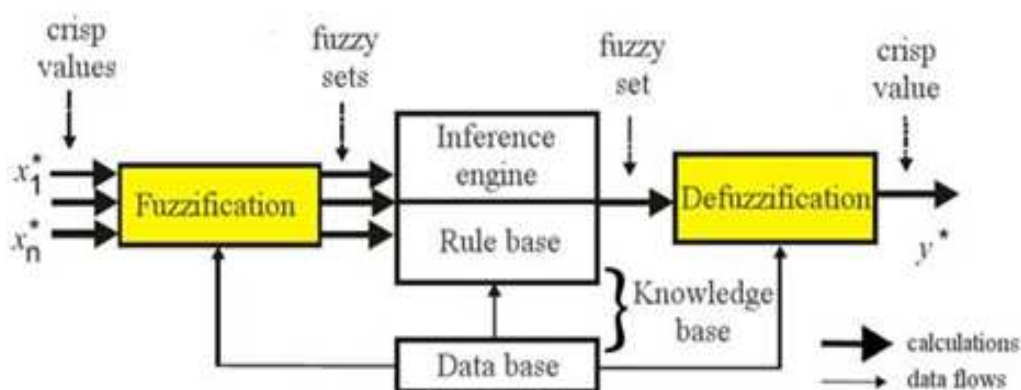 crisp
values
fuzzy
sets
fuzzy
set
crisp
value
x*1
x*n
Fuzzification
Inference
engine
Rule base
Defuzzification
y*
Knowledge
base
Data base
calculations
data flows